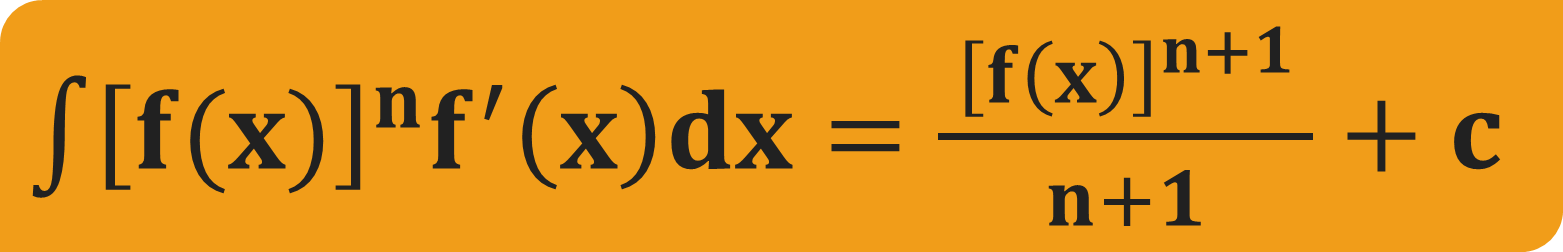 ∫[f(x)]ⁿf′(x)dx = [f(x)]ⁿ⁺¹/n+1 + c